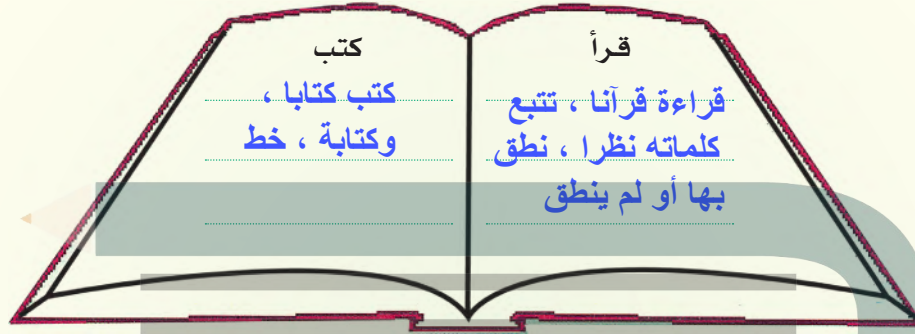 قرأ
قراءة قرآنا ، تتبع
كلماته نظرا ، نطق
بها أو لم ينطق
كتب
كتب كتابا ،
وكتابة ، خط